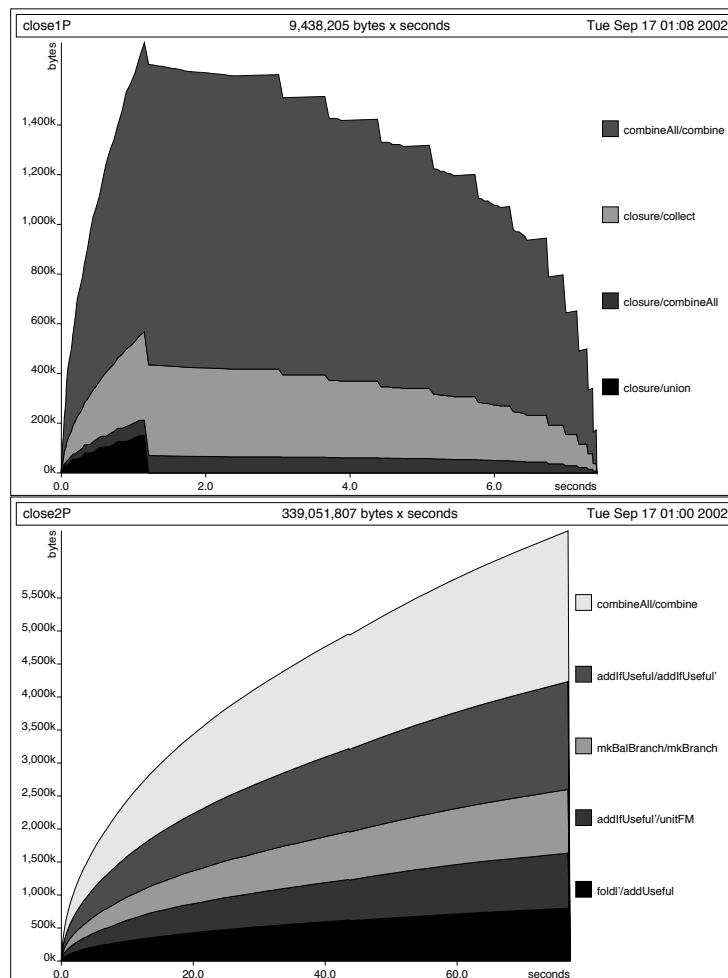 close1P 9,438,205 bytes x seconds Tue Sep 17 01:08 2002
bytes
1,400k
1,200k
1,000k
800k
600k
400k
200k
0k
0.0 2.0 4.0 6.0 seconds
combineAll/combine
closure/collect
closure/combineAll
closure/union
close2P 339,051,807 bytes x seconds Tue Sep 17 01:00 2002
bytes
5,500k
5,000k
4,500k
4,000k
3,500k
3,000k
2,500k
2,000k
1,500k
1,000k
500k
0k
0.0 20.0 40.0 60.0 seconds
combineAll/combine
addIfUseful/addIfUseful'
mkBalBranch/mkBranch
addIfUseful'/unitFM
foldl'/addUseful